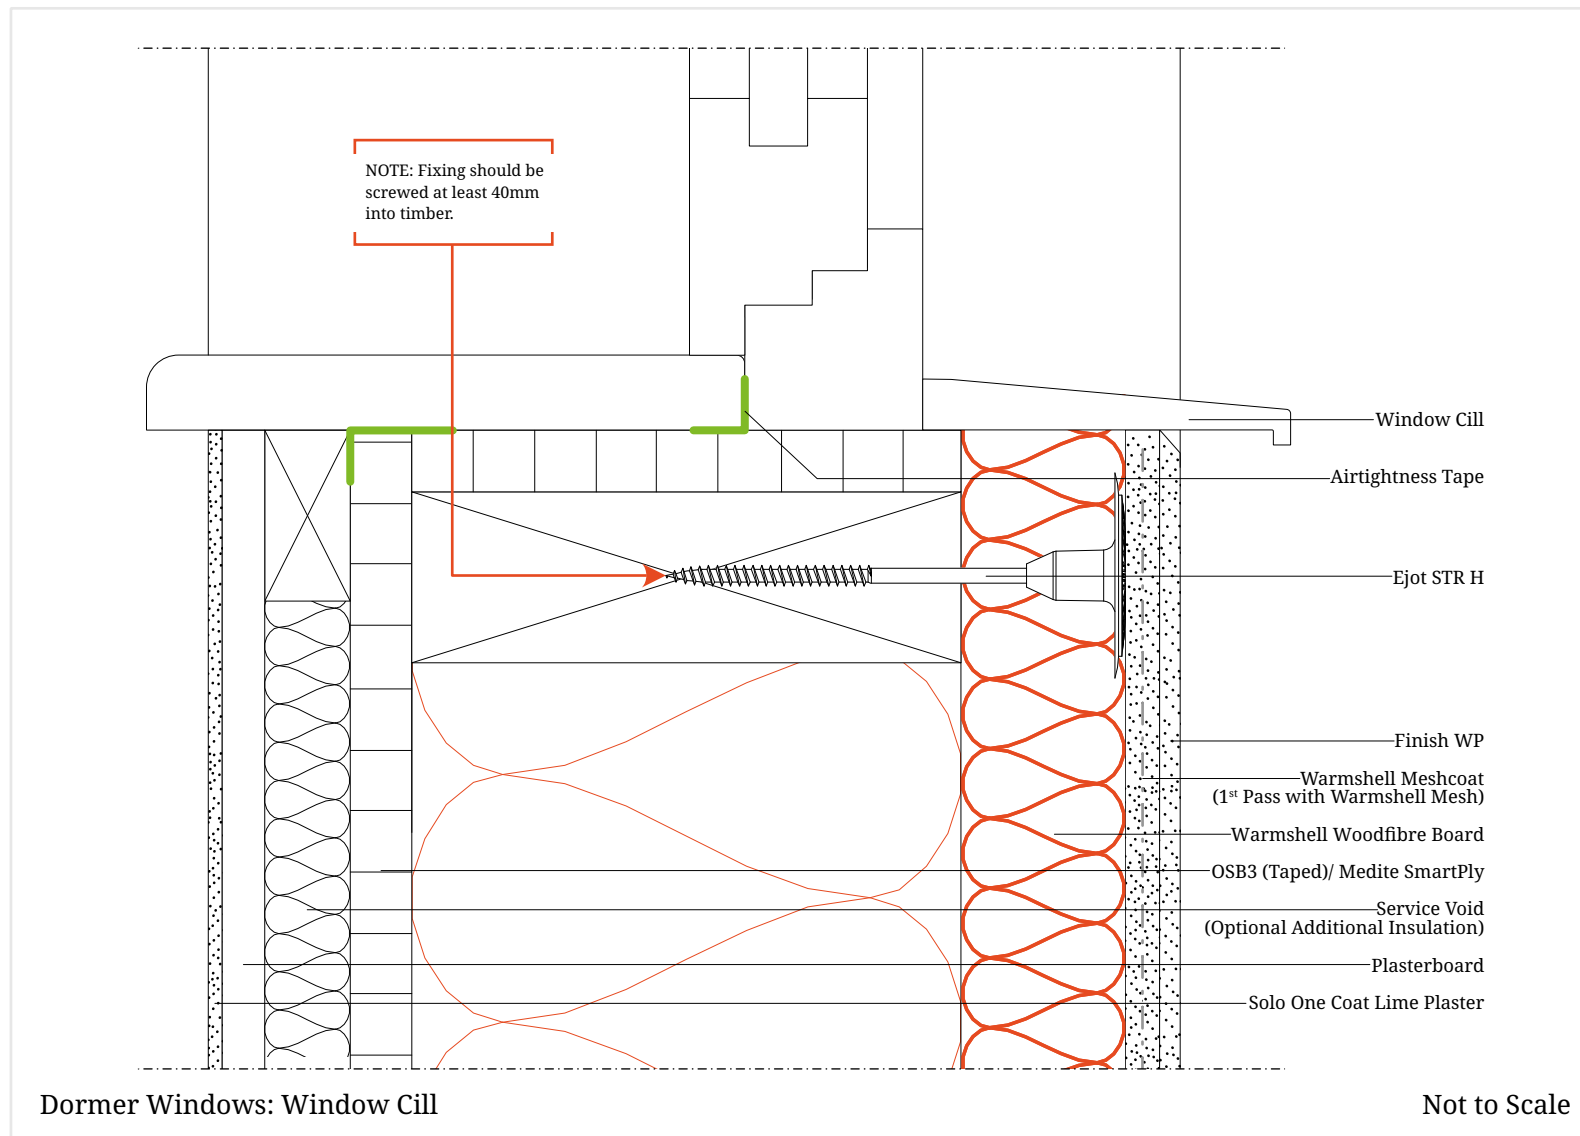 NOTE: Fixing should be
screwed at least 40mm
into timber.
Window Cill
Airtightness Tape
Ejot STR H
Finish WP
Warmshell Meshcoat
(1st Pass with Warmshell Mesh)
Warmshell Woodfibre Board
OSB3 (Taped)/ Medite SmartPly
Service Void
(Optional Additional Insulation)
Plasterboard
Solo One Coat Lime Plaster
Dormer Windows: Window Cill
Not to Scale